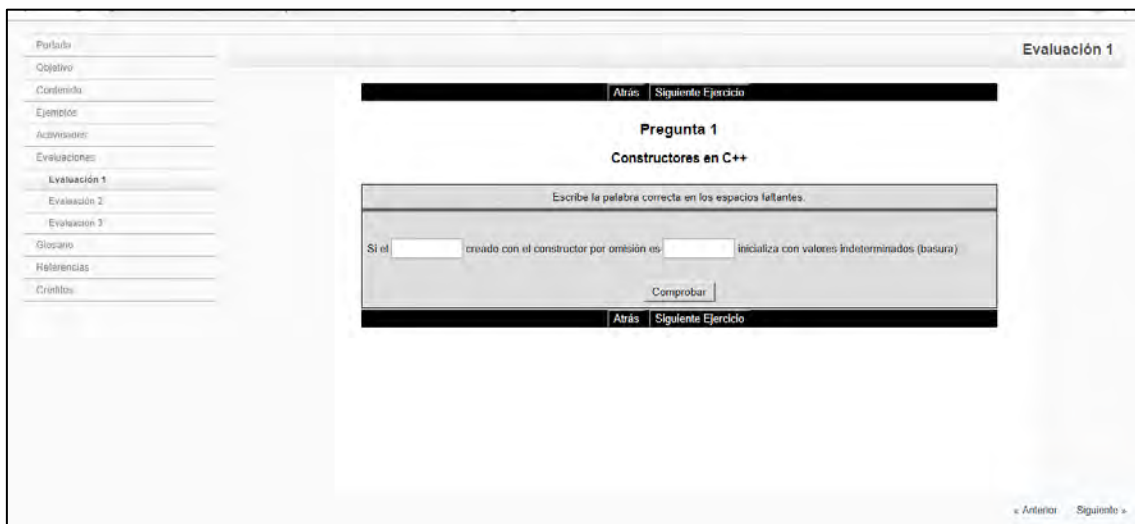 Portada
Objetivo
Contenido
Ejemplos
Actividades
Evaluaciones
Evaluación 1
Evaluación 2
Evaluación 3
Glosario
Referencias
Créditos
Evaluación 1
Atrás Siguiente Ejercicio
Pregunta 1
Constructores en C++
Escribe la palabra correcta en los espacios faltantes.
Si el creado con el constructor por omisión es inicializa con valores indeterminados (basura)
Comprobar
Atrás Siguiente Ejercicio
« Anterior Siguiente »